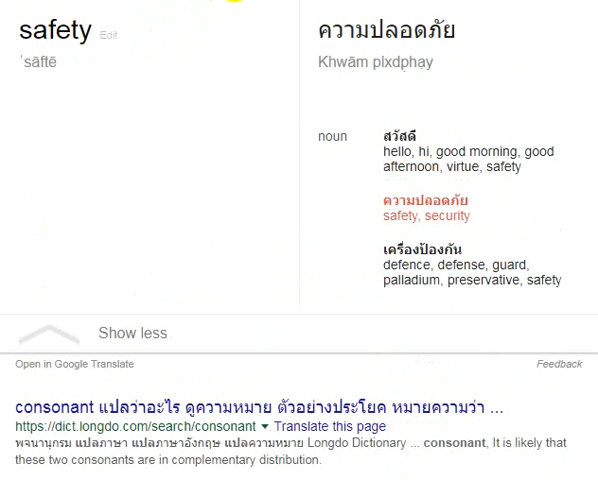 safety Edit
ˈsāftē
ความปลอดภัย
Khwām plxdp̣hạy
noun
สวัสดี
hello, hi, good morning, good
afternoon, virtue, safety
ความปลอดภัย
safety, security
เครื่องป้องกัน
defence, defense, guard,
palladium, preservative, safety
Show less
Open in Google Translate
Feedback
consonant แปลว่าอะไร ดูความหมาย ตัวอย่างประโยค หมายความว่า ...
https://dict.longdo.com/search/consonant Translate this page
พจนานุกรม แปลภาษา แปลภาษาอังกฤษ แปลความหมาย Longdo Dictionary ... consonant, It is likely that
these two consonants are in complementary distribution.